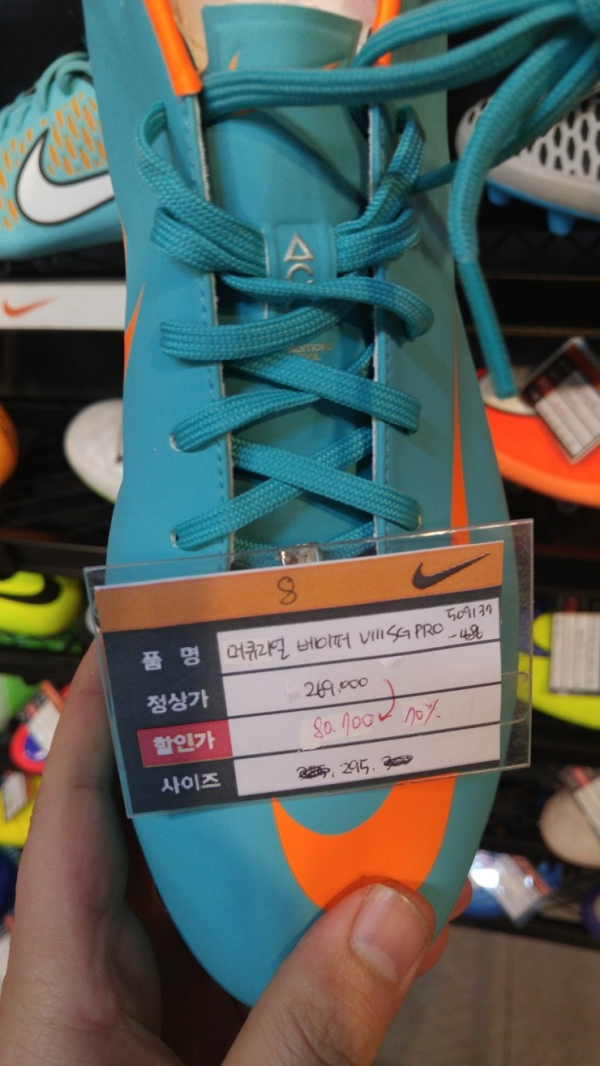 ACC
8
품 명 머큐리얼 베이퍼 VIII SG PRO 509137
-486
정상가 269.000
할인가 80.700 70%
사이즈 295.